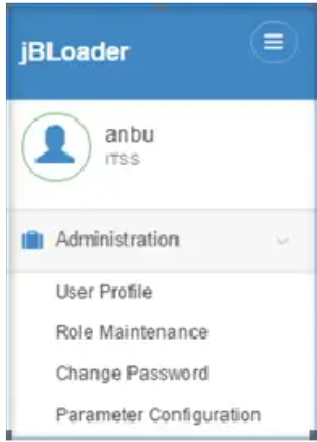 jBLoader
anbu
ITSS
Administration
User Profile
Role Maintenance
Change Password
Parameter Configuration